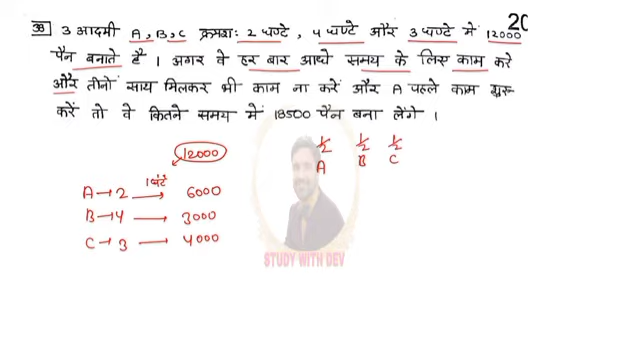 20
38 3 आदमी A, B, C क्रमशः 2 घण्टे, 4 घण्टे और 3 घण्टे में 12000
पैन बनाते है । अगर वे हर बार आधे समय के लिए काम करे
और तीनों साथ मिलकर भी काम ना करें और A पहले काम शुरू
करें तो वे कितने समय में 18500 पैन बना लेंगे ।
12000
1/2 1/2 1/2
A B C
1घंटे
A→2 → 6000
B→4 → 3000
C→3 → 4000
STUDY WITH DEV